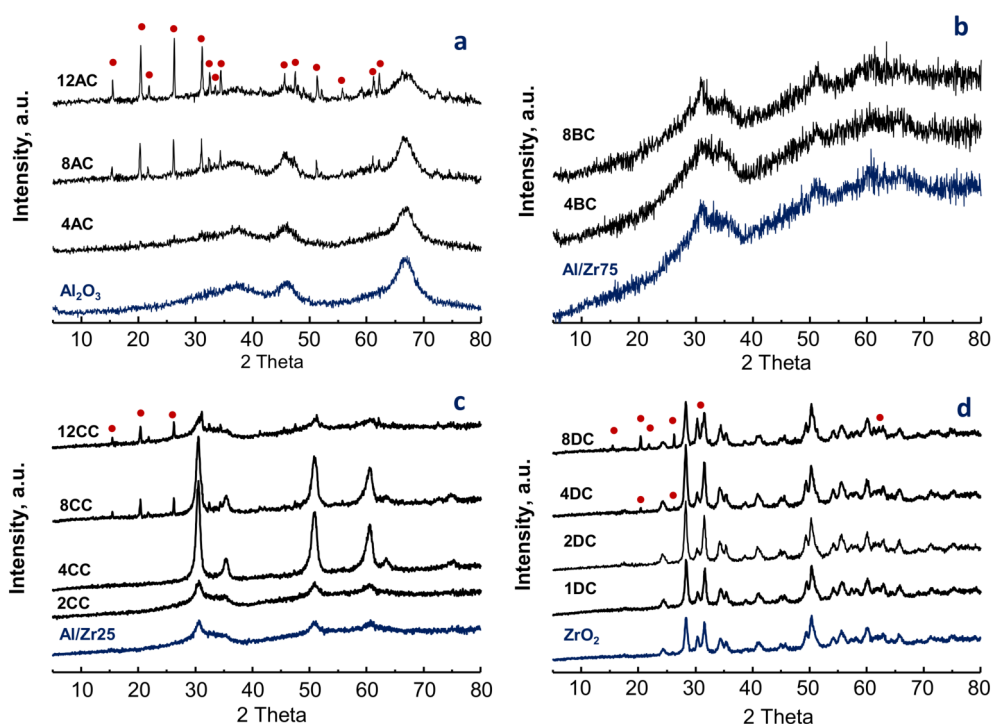 a
12AC
8AC
4AC
Al₂O₃
Intensity, a.u.
10 20 30 40 50 60 70 80
2 Theta
b
8BC
4BC
Al/Zr75
Intensity, a.u.
10 20 30 40 50 60 70 80
2 Theta
c
12CC
8CC
4CC
2CC
Al/Zr25
Intensity, a.u.
10 20 30 40 50 60 70 80
2 Theta
d
8DC
4DC
2DC
1DC
ZrO₂
Intensity, a.u.
10 20 30 40 50 60 70 80
2 Theta